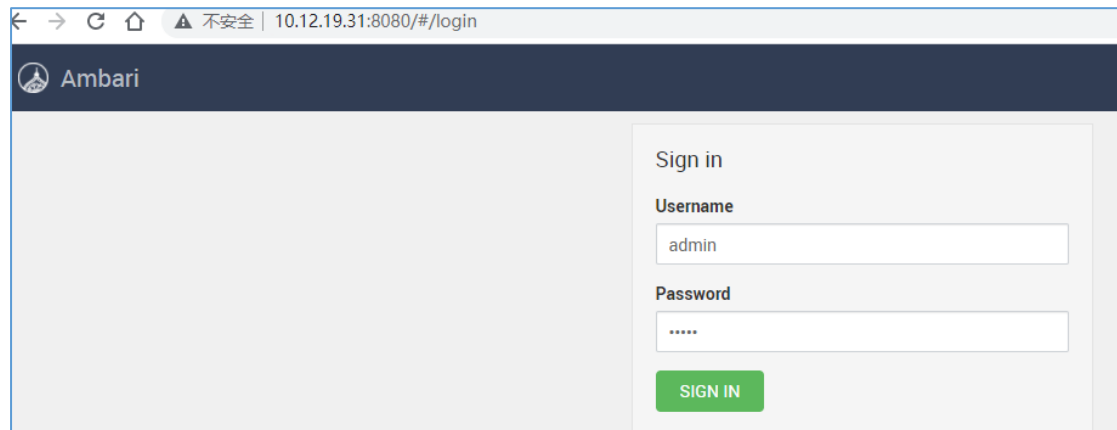 不安全 | 10.12.19.31:8080/#/login
Ambari
Sign in
Username
admin
Password
•••••
SIGN IN